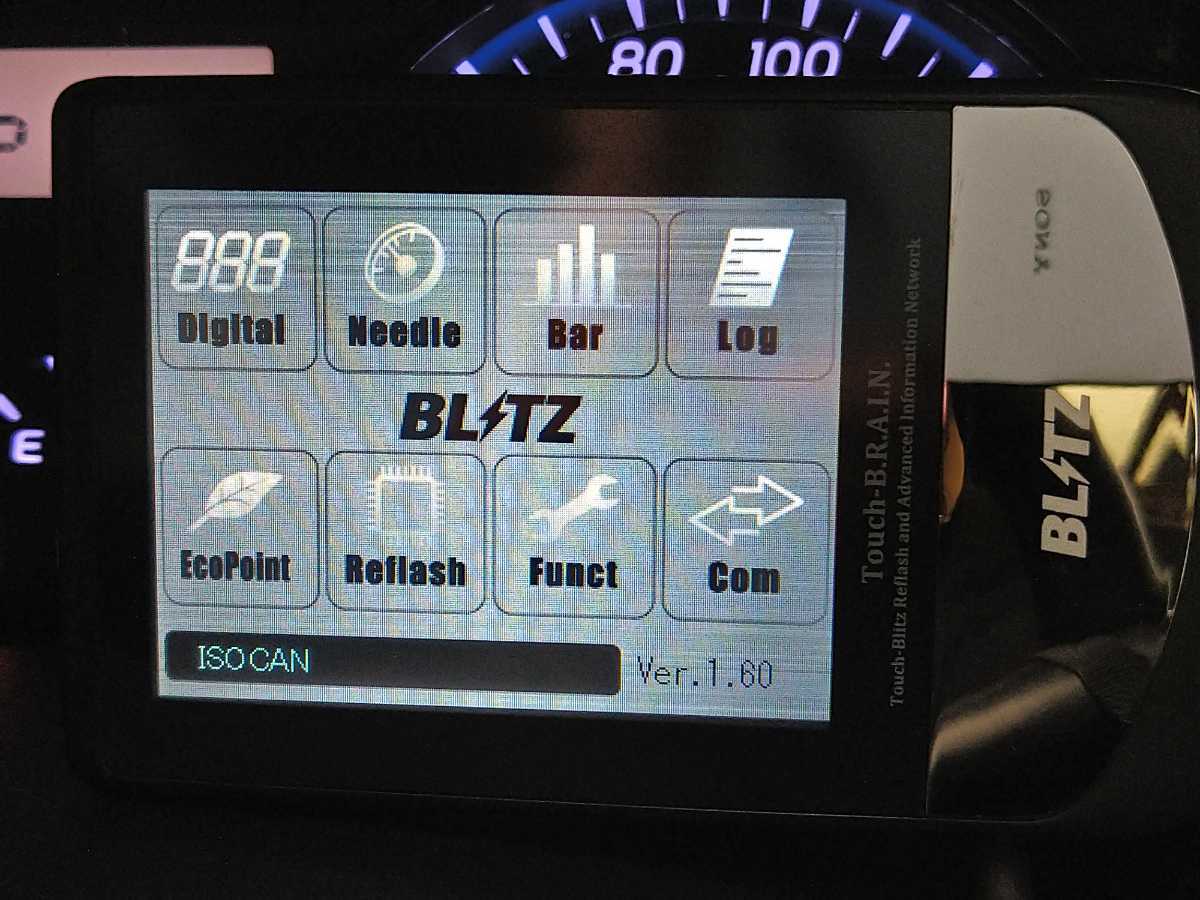 80 100
888
Digital
Needle
Bar
Log
BLITZ
EcoPoint
Reflash
Funct
Com
ISO CAN
Ver.1.60
Touch-B.R.A.I.N.
Touch-Blitz Reflash and Advanced Information Network
BLITZ
E